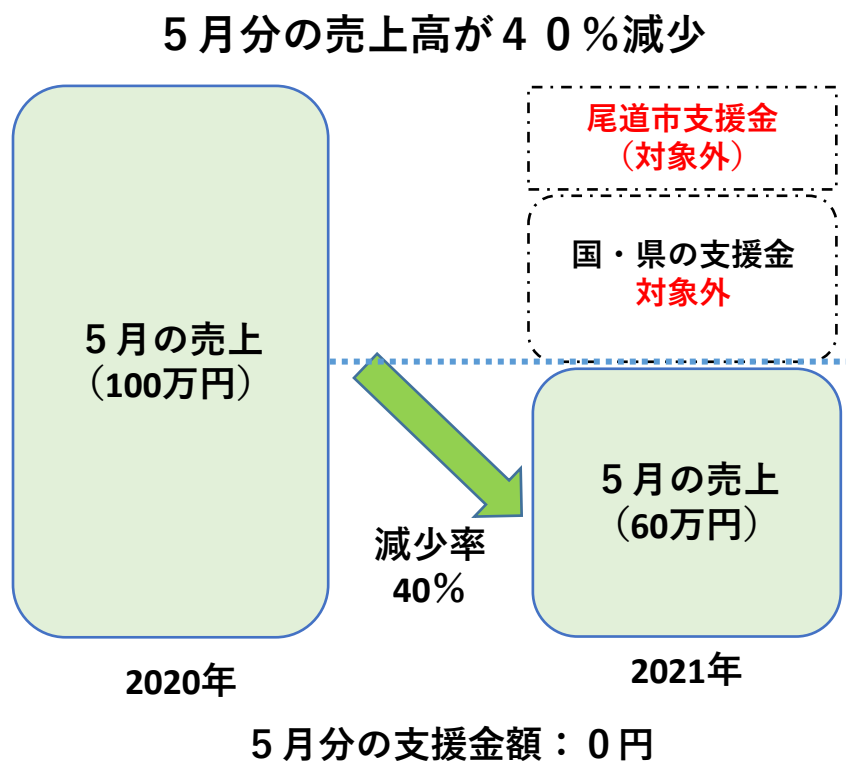 ５月分の売上高が４０％減少
尾道市支援金
（対象外）
国・県の支援金
対象外
５月の売上
（100万円）
５月の売上
（60万円）
減少率
40％
2020年
2021年
５月分の支援金額：０円